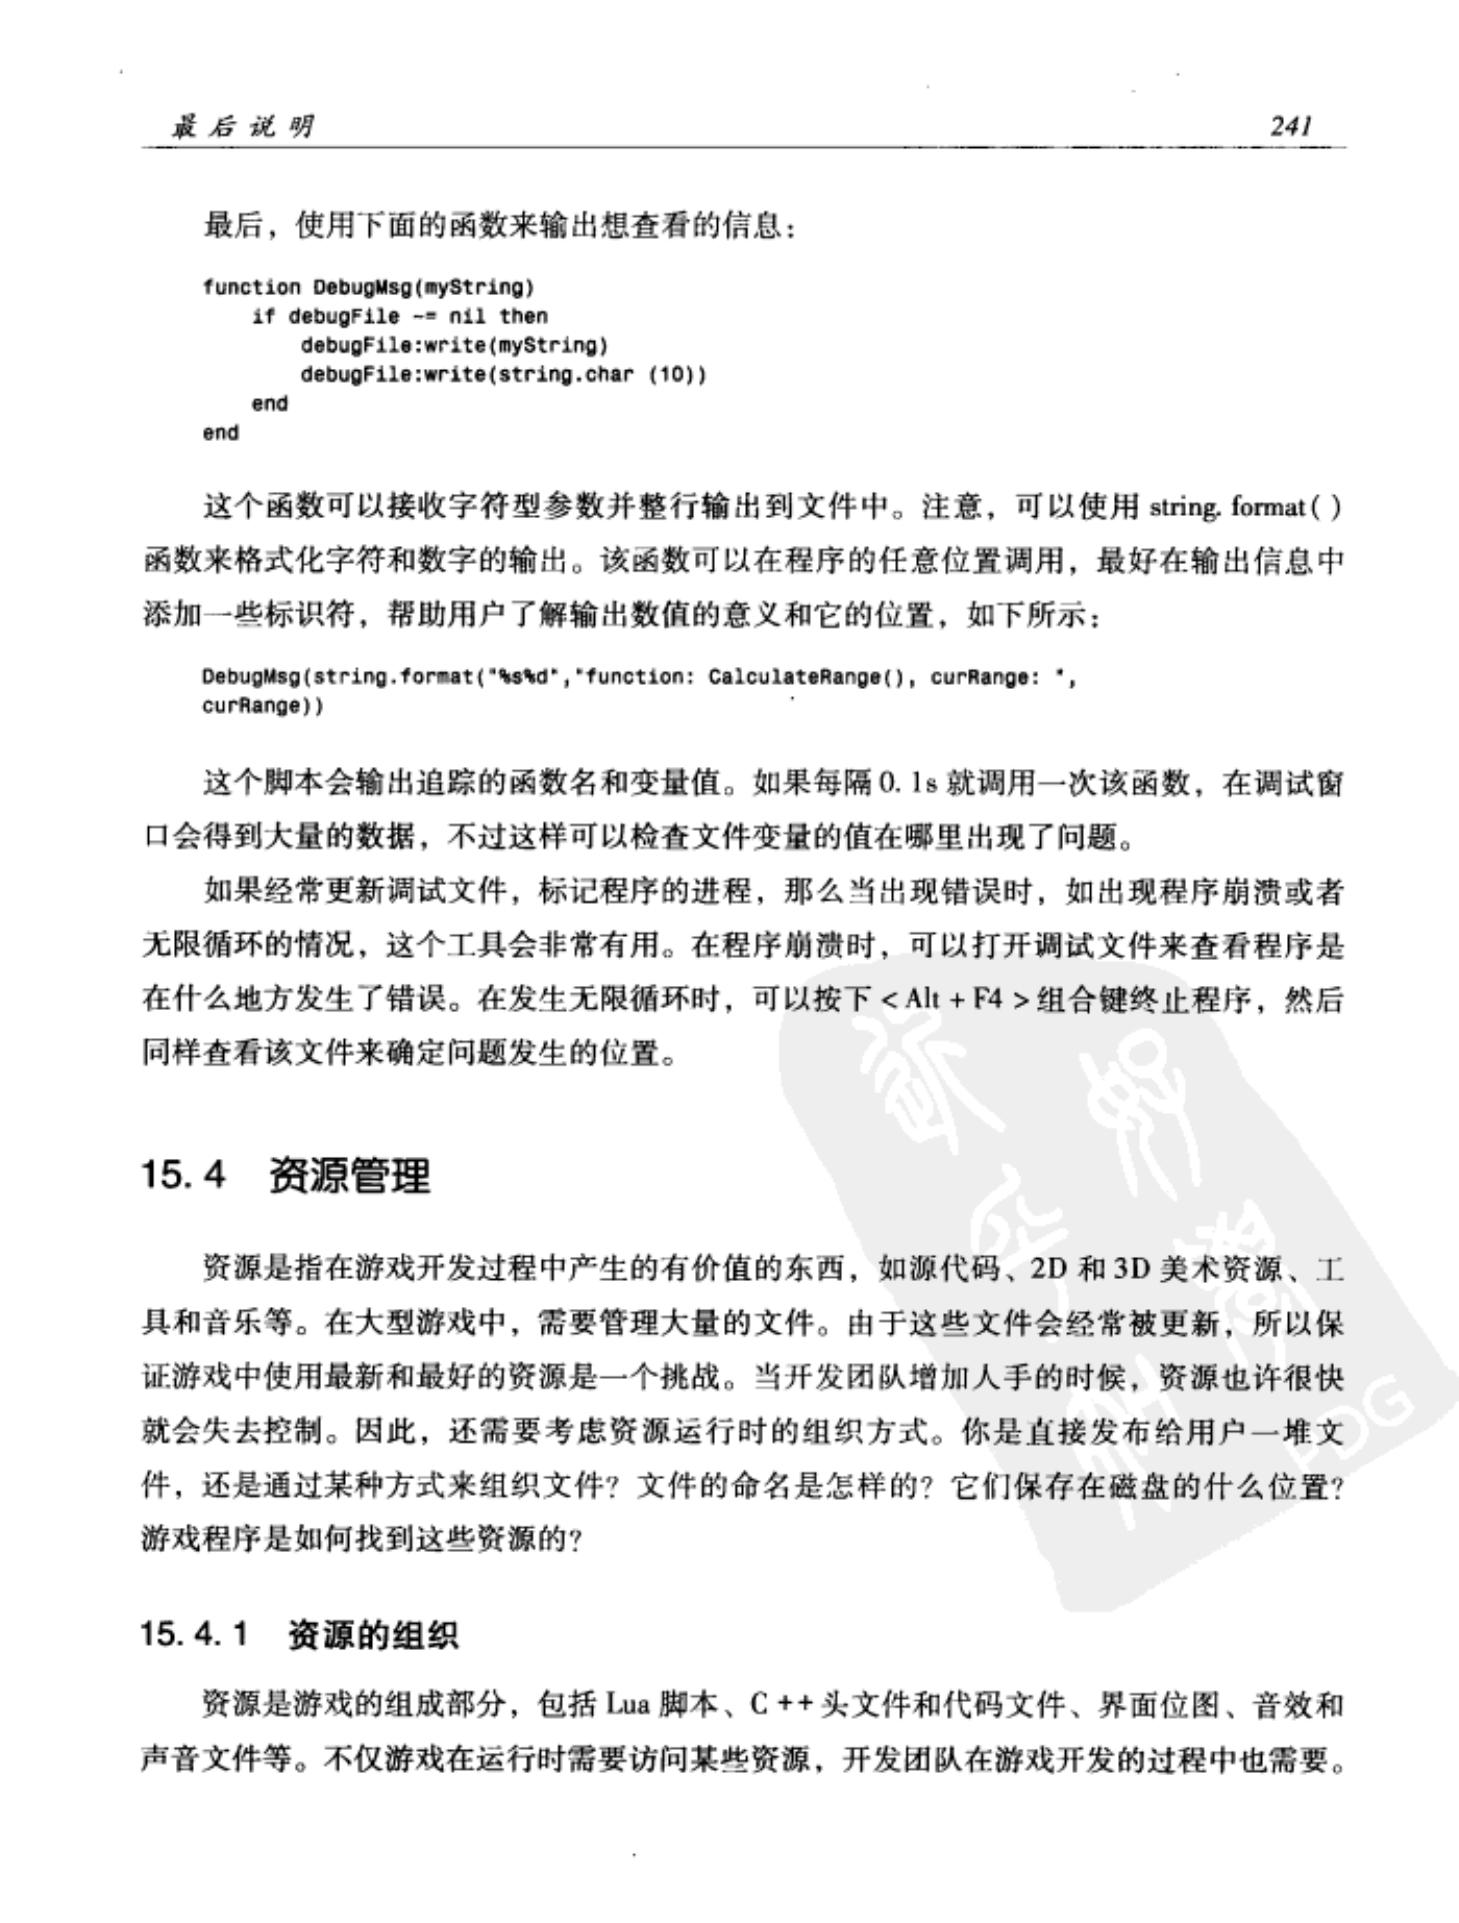 最后说明 241
最后，使用下面的函数来输出想查看的信息：
function DebugMsg(myString)
if debugFile ~= nil then
debugFile:write(myString)
debugFile:write(string.char (10))
end
end
这个函数可以接收字符型参数并整行输出到文件中。注意，可以使用 string. format( )
函数来格式化字符和数字的输出。该函数可以在程序的任意位置调用，最好在输出信息中
添加一些标识符，帮助用户了解输出数值的意义和它的位置，如下所示：
DebugMsg(string.format("%s%d","function: CalculateRange(), curRange: ",
curRange))
这个脚本会输出追踪的函数名和变量值。如果每隔 0. 1s 就调用一次该函数，在调试窗
口会得到大量的数据，不过这样可以检查文件变量的值在哪里出现了问题。
如果经常更新调试文件，标记程序的进程，那么当出现错误时，如出现程序崩溃或者
无限循环的情况，这个工具会非常有用。在程序崩溃时，可以打开调试文件来查看程序是
在什么地方发生了错误。在发生无限循环时，可以按下 < Alt + F4 > 组合键终止程序，然后
同样查看该文件来确定问题发生的位置。
15. 4 资源管理
资源是指在游戏开发过程中产生的有价值的东西，如源代码、2D 和 3D 美术资源、工
具和音乐等。在大型游戏中，需要管理大量的文件。由于这些文件会经常被更新，所以保
证游戏中使用最新和最好的资源是一个挑战。当开发团队增加人手的时候，资源也许很快
就会失去控制。因此，还需要考虑资源运行时的组织方式。你是直接发布给用户一堆文
件，还是通过某种方式来组织文件？文件的命名是怎样的？它们保存在磁盘的什么位置？
游戏程序是如何找到这些资源的？
PDG
15. 4. 1 资源的组织
资源是游戏的组成部分，包括 Lua 脚本、C ++ 头文件和代码文件、界面位图、音效和
声音文件等。不仅游戏在运行时需要访问某些资源，开发团队在游戏开发的过程中也需要。